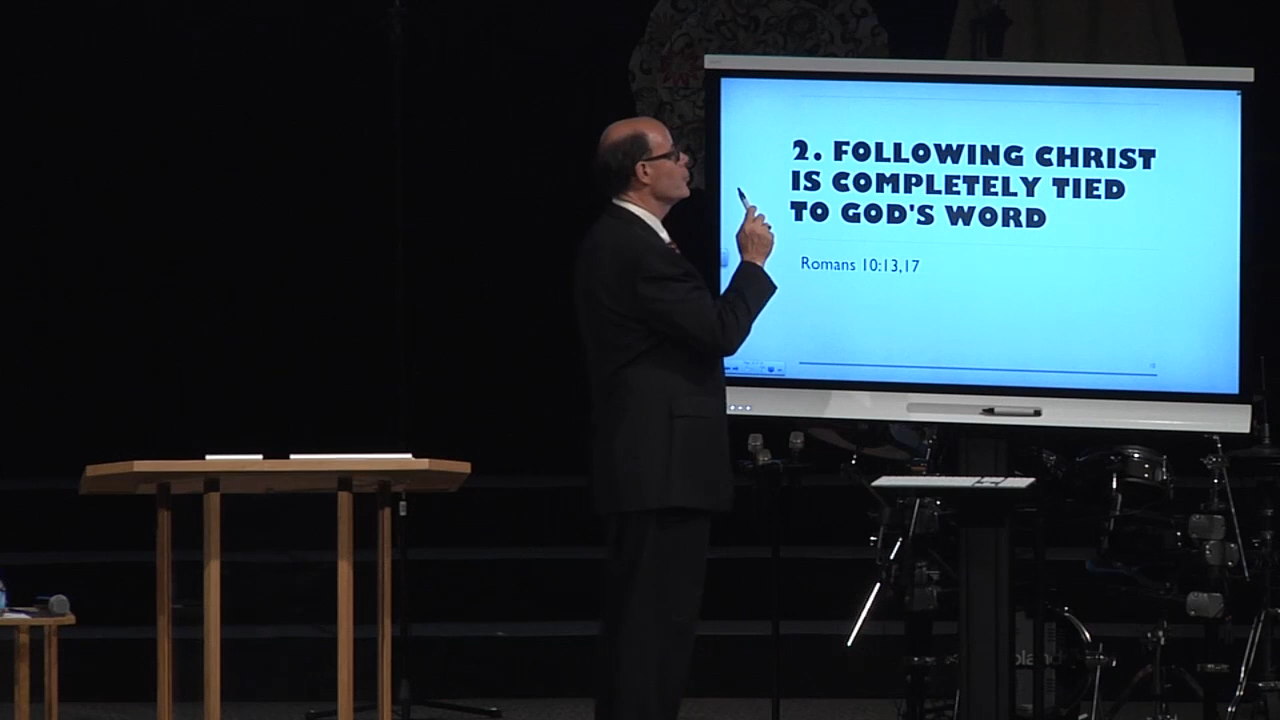 2. FOLLOWING CHRIST
IS COMPLETELY TIED
TO GOD'S WORD
Romans 10:13,17